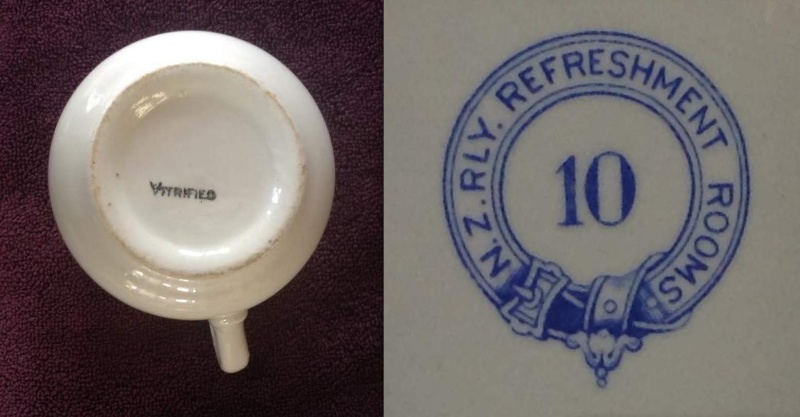 VITRIFIED
N.Z.RLY. REFRESHMENT ROOMS
10